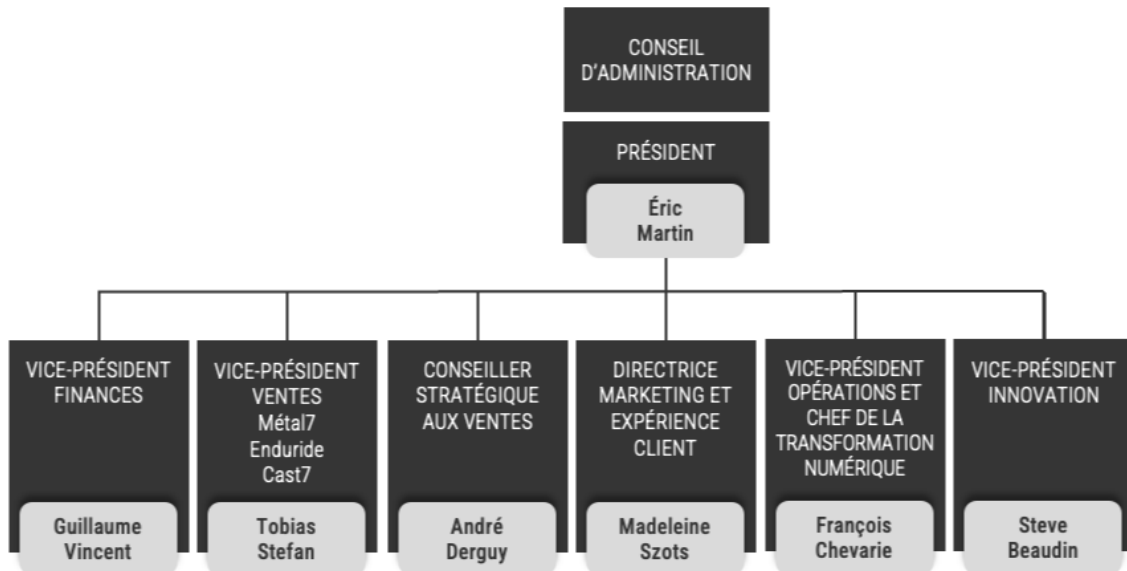 CONSEIL
D'ADMINISTRATION
PRÉSIDENT
Éric
Martin
VICE-PRÉSIDENT
FINANCES
Guillaume
Vincent
VICE-PRÉSIDENT
VENTES
Métal7
Enduride
Cast7
Tobias
Stefan
CONSEILLER
STRATÉGIQUE
AUX VENTES
André
Derguy
DIRECTRICE
MARKETING ET
EXPÉRIENCE
CLIENT
Madeleine
Szots
VICE-PRÉSIDENT
OPÉRATIONS ET
CHEF DE LA
TRANSFORMATION
NUMÉRIQUE
François
Chevarie
VICE-PRÉSIDENT
INNOVATION
Steve
Beaudin